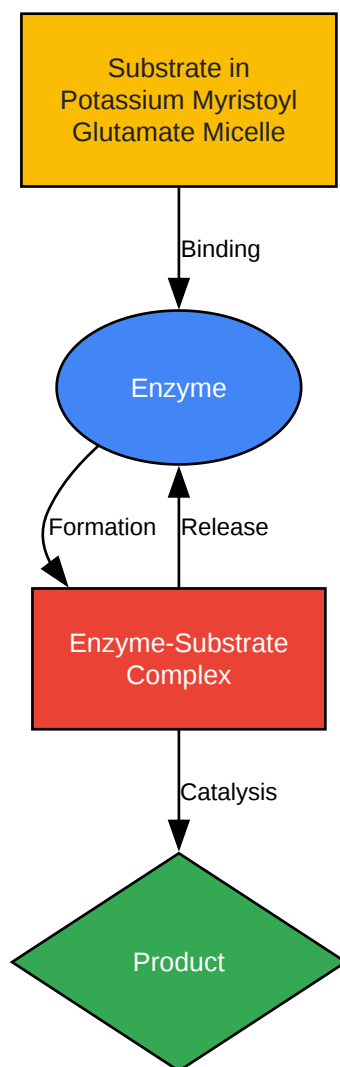 Substrate in
Potassium Myristoyl
Glutamate Micelle
Binding
Enzyme
Formation
Release
Enzyme-Substrate
Complex
Catalysis
Product